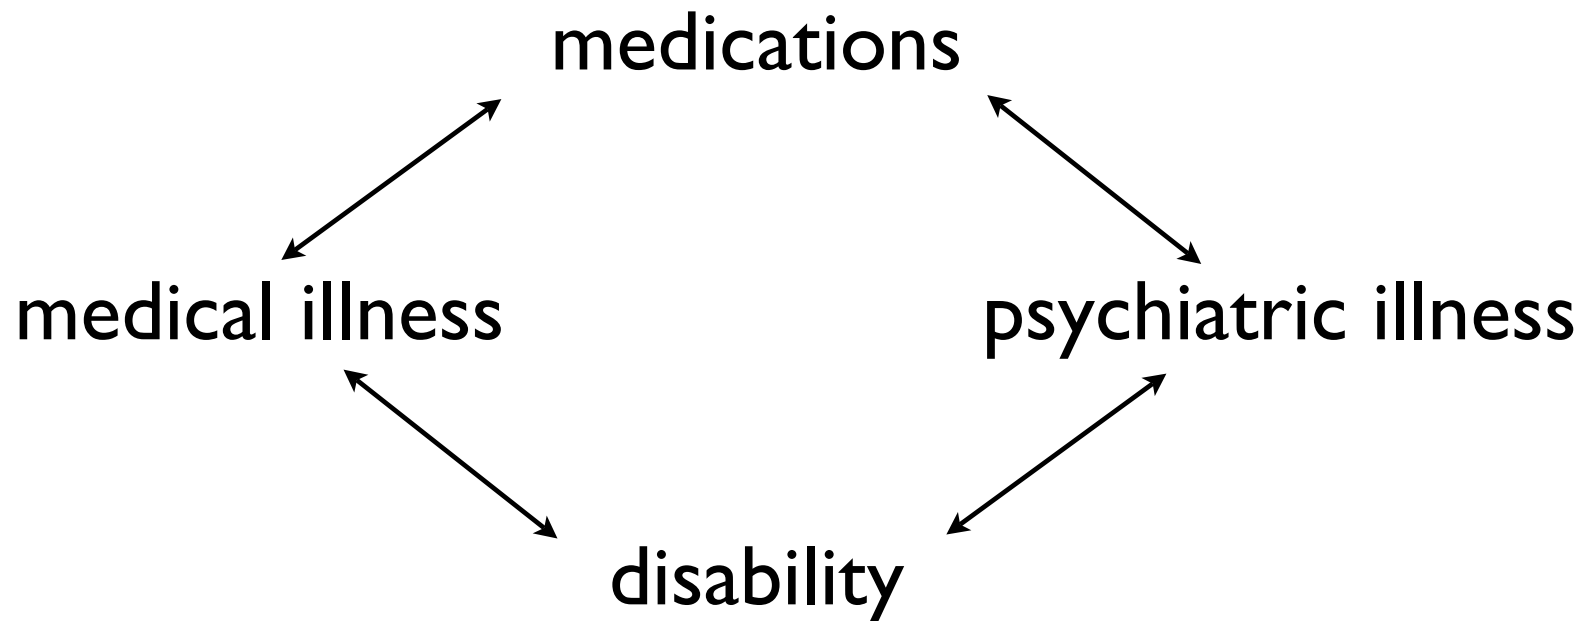 medications
medical illness
psychiatric illness
disability